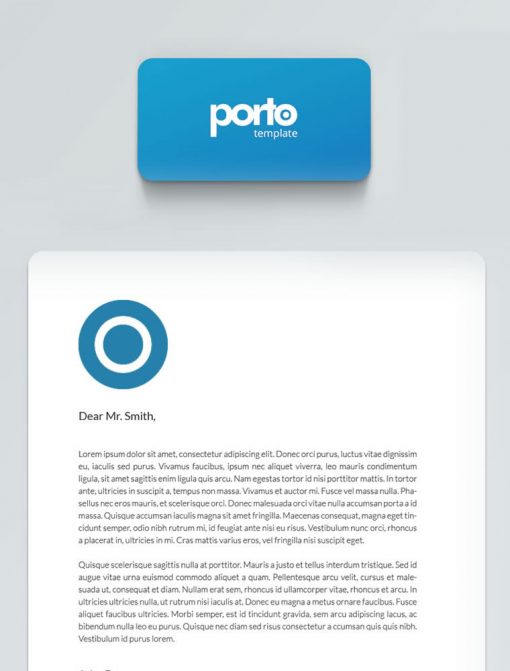 porto
template
Dear Mr. Smith,
Lorem ipsum dolor sit amet, consectetur adipiscing elit. Donec orci purus, luctus vitae dignissim
eu, iaculis sed purus. Vivamus faucibus, ipsum nec aliquet viverra, leo mauris condimentum
ligula, sit amet sagittis enim ligula quis arcu. Nam egestas tortor id nisi porttitor mattis. In tortor
ante, ultricies in suscipit a, tempus non massa. Vivamus et auctor mi. Fusce vel massa nulla. Pha-
sellus nec eros mauris, et scelerisque orci. Donec malesuada orci vitae nulla accumsan porta a id
massa. Quisque accumsan iaculis magna sit amet fringilla. Maecenas consequat, magna eget tin-
cidunt semper, odio nibh rutrum mi, id feugiat ante nisi eu risus. Vestibulum nunc orci, rhoncus
a placerat in, ultricies in mi. Cras mattis varius eros, vel fringilla nisi suscipit eget.
Quisque scelerisque sagittis nulla at porttitor. Mauris a justo et tellus interdum tristique. Sed id
augue vitae urna euismod commodo aliquet a quam. Pellentesque arcu velit, cursus et male-
suada ut, consequat et diam. Nullam erat sem, rhoncus id ullamcorper vitae, rhoncus et arcu. In
ultricies ultricies nulla, ut rutrum nisi iaculis at. Donec eu magna a metus ornare faucibus. Fusce
aliquet faucibus ultricies. Morbi semper, est id tincidunt gravida, sem arcu adipiscing lacus, ac
bibendum nulla leo eu purus. Quisque nec diam sed risus consectetur a ccumsan quis quis nibh.
Vestibulum id purus lorem.